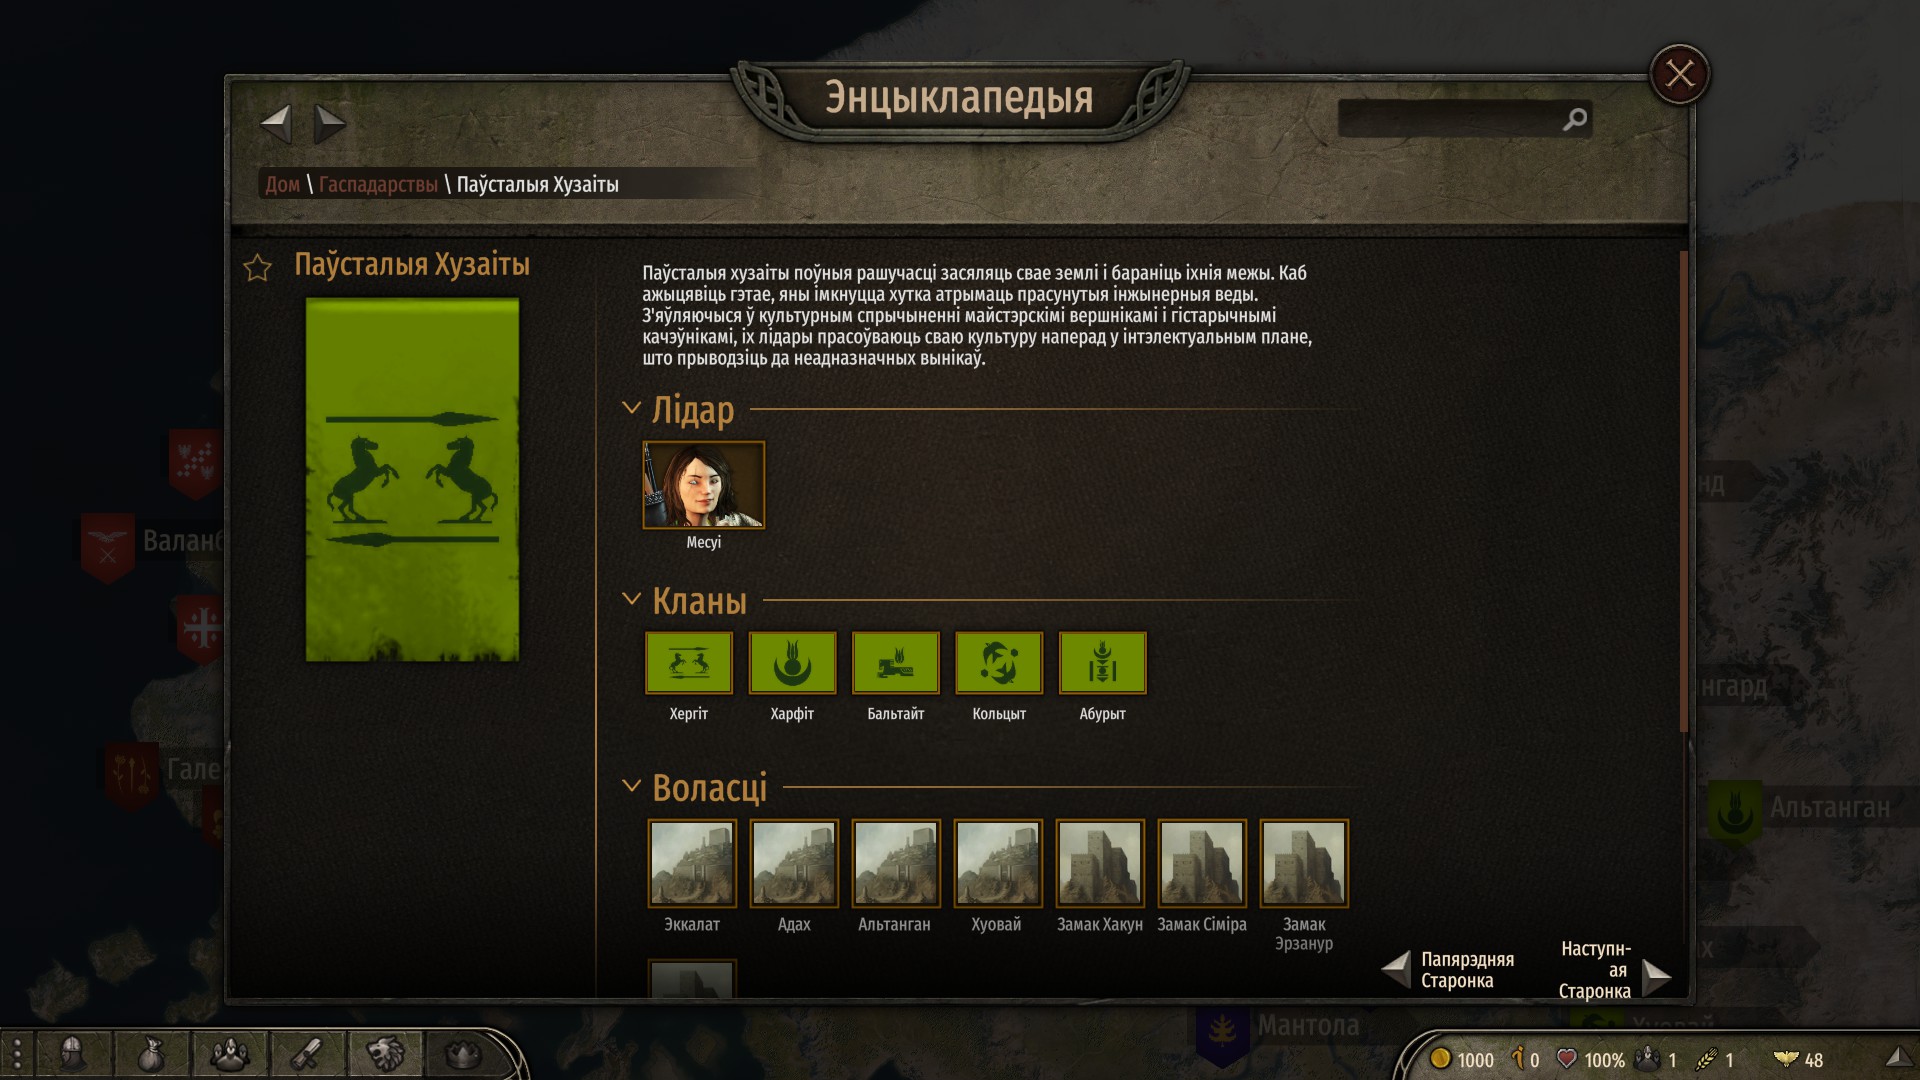 Энцыклапедыя
Дом \ Гаспадарствы \ Паўсталыя Хузаіты
Паўсталыя Хузаіты
Паўсталыя хузаіты поўныя рашучасці засяляць свае землі і бараніць іхнія межы. Каб
ажыцявіць гэтае, яны імкнуцца хутка атрымаць прасунутыя інжынерныя веды.
З'яўляючыся ў культурным спрычыненні майстэрскімі вершнікамі і гістарычнымі
качэўнікамі, іх лідары прасоўваюць сваю культуру наперад у інтэлектуальным плане,
што прыводзіць да неадназначных вынікаў.
Лідар
Месуі
Кланы
Хергіт Харфіт Бальтайт Кольцыт Абурыт
Воласці
Эккалат Адах Альтанган Хуовай Замак Хакун Замак Сіміра Замак
Эрзанур
Папярэдняя
Старонка
Наступн-
ая
Старонка
Альтанган
Мантола
1000 0 100% 1 1 48